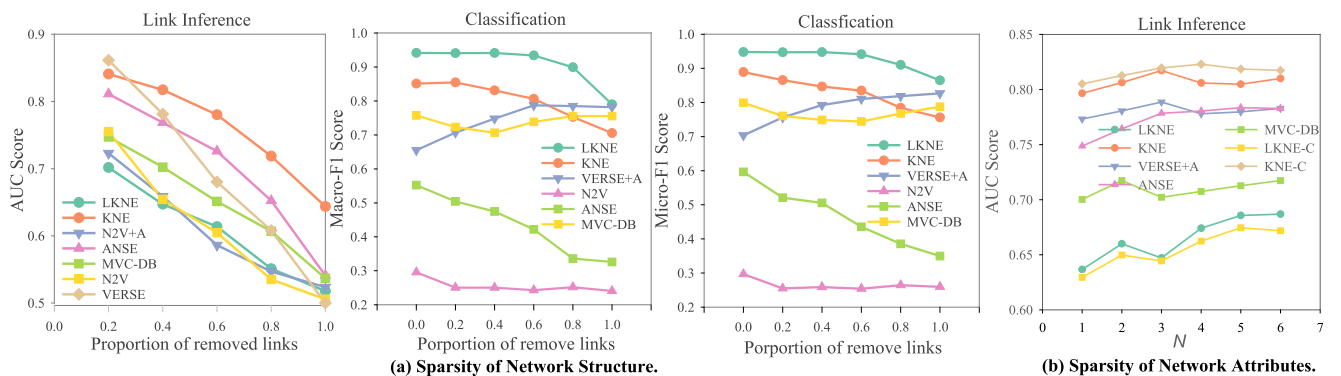 Link Inference
AUC Score
0.9
0.8
0.7
0.6
0.5
LKNE
KNE
N2V+A
ANSE
MVC-DB
N2V
VERSE
0.0 0.2 0.4 0.6 0.8 1.0
Proportion of removed links
Classification
Macro-F1 Score
1.0
0.9
0.8
0.7
0.6
0.5
0.4
0.3
0.2
LKNE
KNE
VERSE+A
N2V
ANSE
MVC-DB
0.0 0.2 0.4 0.6 0.8 1.0
Porportion of remove links
Classfication
Micro-F1 Score
1.0
0.9
0.8
0.7
0.6
0.5
0.4
0.3
0.2
LKNE
KNE
VERSE+A
N2V
ANSE
MVC-DB
0.0 0.2 0.4 0.6 0.8 1.0
Porportion of remove links
(a) Sparsity of Network Structure.
Link Inference
AUC Score
0.85
0.80
0.75
0.70
0.65
0.60
LKNE MVC-DB
KNE LKNE-C
VERSE+A KNE-C
ANSE
0 1 2 3 4 5 6 7
N
(b) Sparsity of Network Attributes.